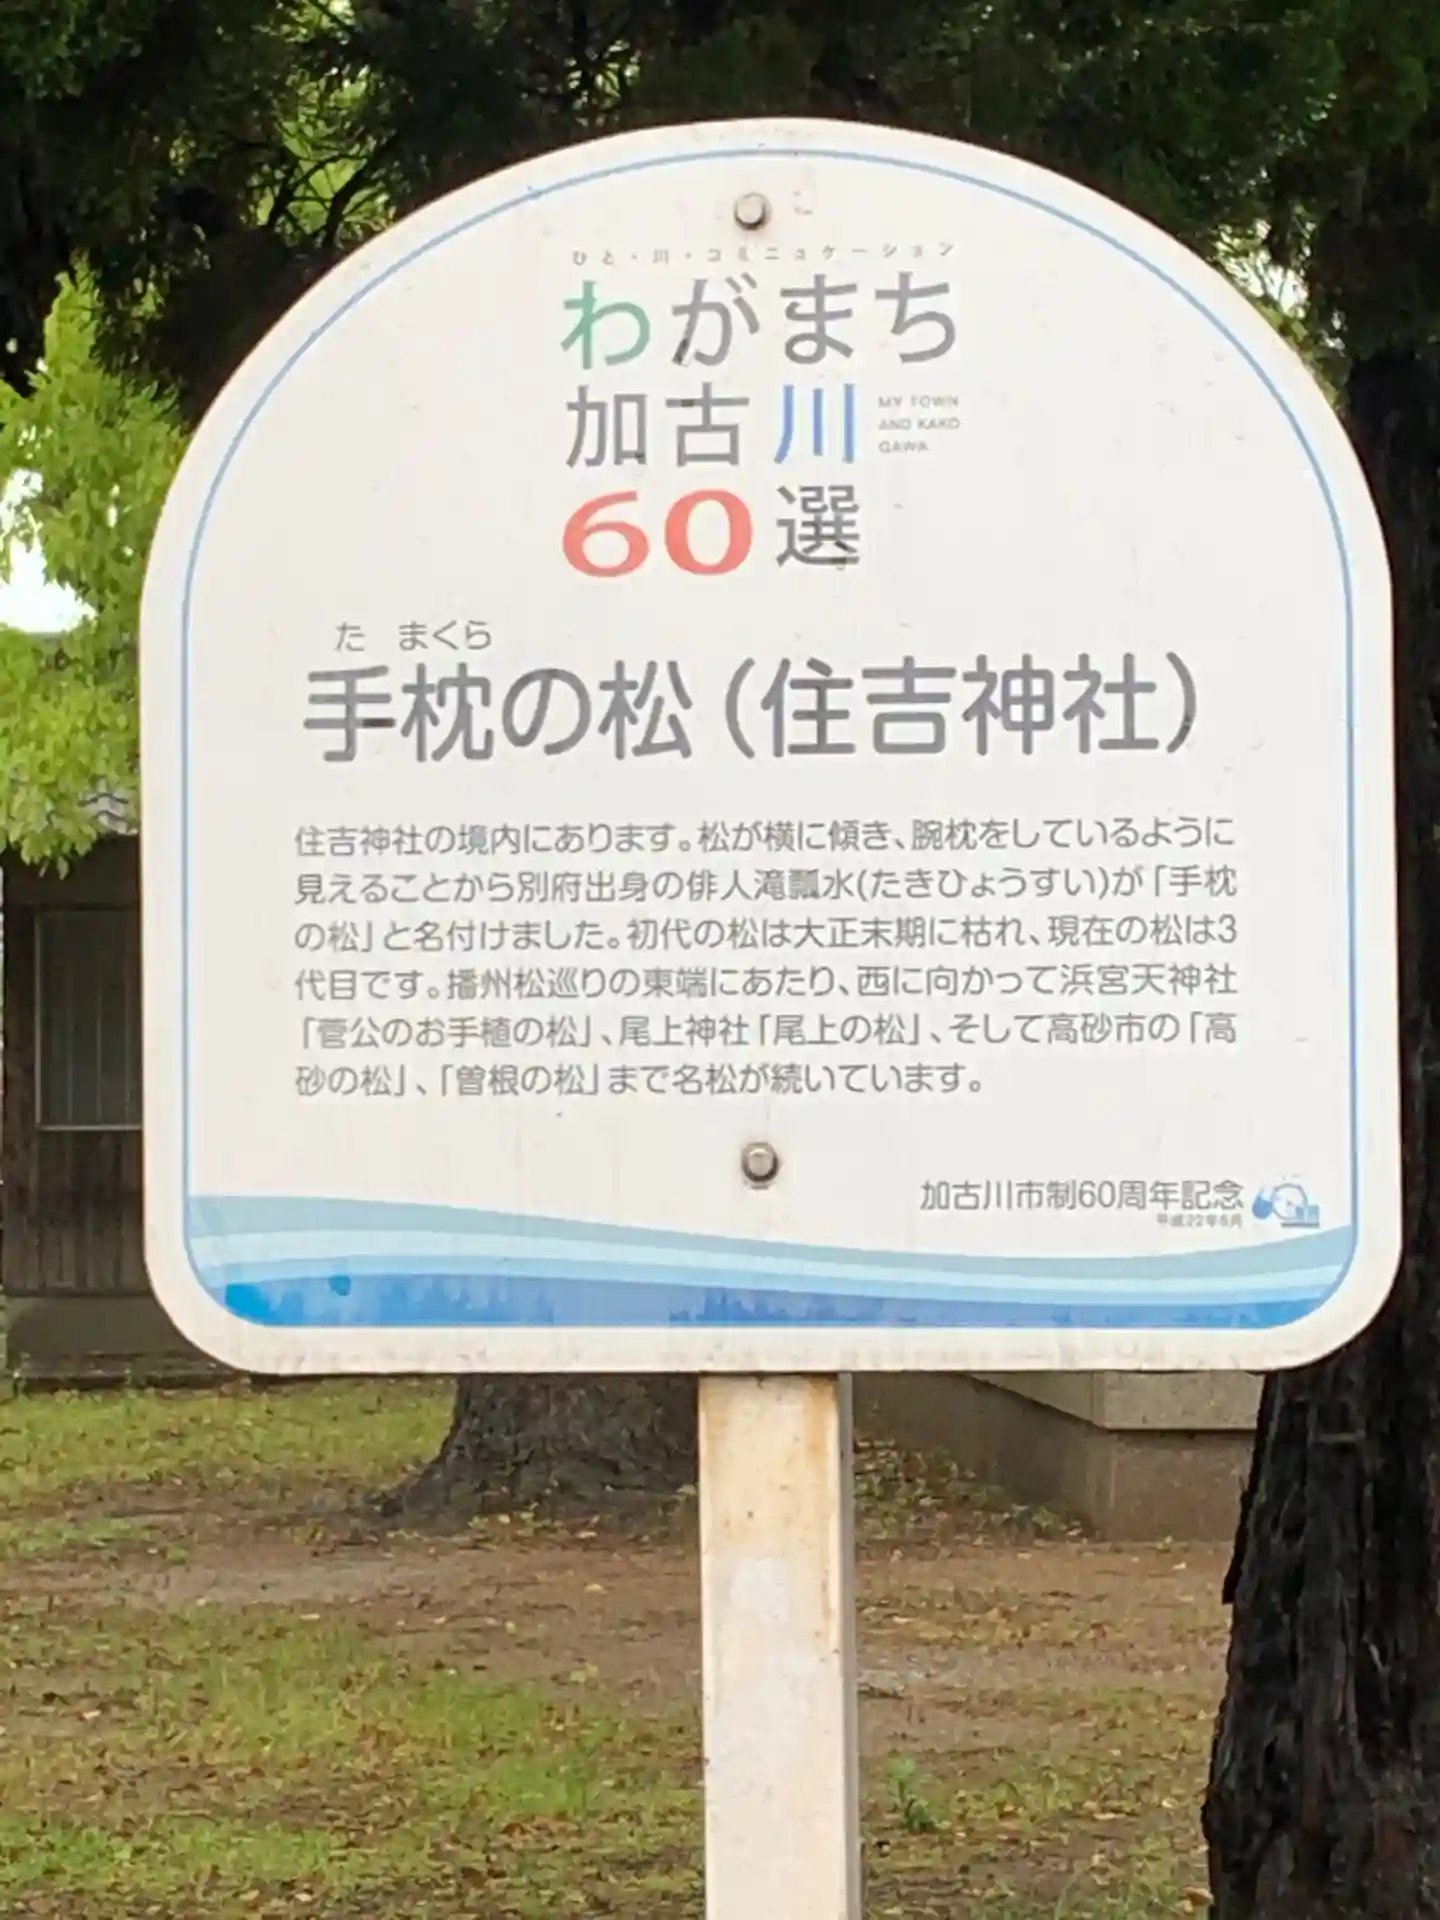 ひと・川・コミニュケーション
わがまち
加古川
MY TOWN
AND KAKO
GAWA
60選
たまくら
手枕の松(住吉神社)
住吉神社の境内にあります。松が横に傾き、腕枕をしているように
見えることから別府出身の俳人滝瓢水(たきひょうすい)が「手枕
の松」と名付けました。初代の松は大正末期に枯れ、現在の松は3
代目です。播州松巡りの東端にあたり、西に向かって浜宮天神社
「菅公のお手植の松」、尾上神社「尾上の松」、そして高砂市の「高
砂の松」、「曽根の松」まで名松が続いています。
加古川市制60周年記念
平成22年6月